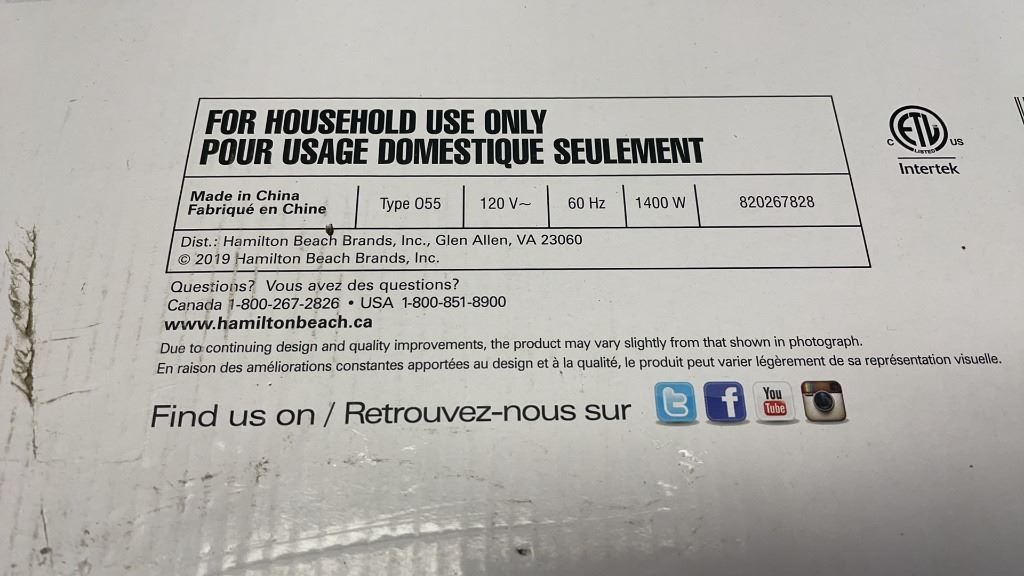 FOR HOUSEHOLD USE ONLY
POUR USAGE DOMESTIQUE SEULEMENT
Made in China
Fabriqué en Chine
Type O55
120 V~
60 Hz
1400 W
820267828
Dist.: Hamilton Beach Brands, Inc., Glen Allen, VA 23060
© 2019 Hamilton Beach Brands, Inc.
C ETL US
LISTED
Intertek
Questions? Vous avez des questions?
Canada 1-800-267-2826 • USA 1-800-851-8900
www.hamiltonbeach.ca
Due to continuing design and quality improvements, the product may vary slightly from that shown in photograph.
En raison des améliorations constantes apportées au design et à la qualité, le produit peut varier légèrement de sa représentation visuelle.
Find us on / Retrouvez-nous sur
t f You
Tube